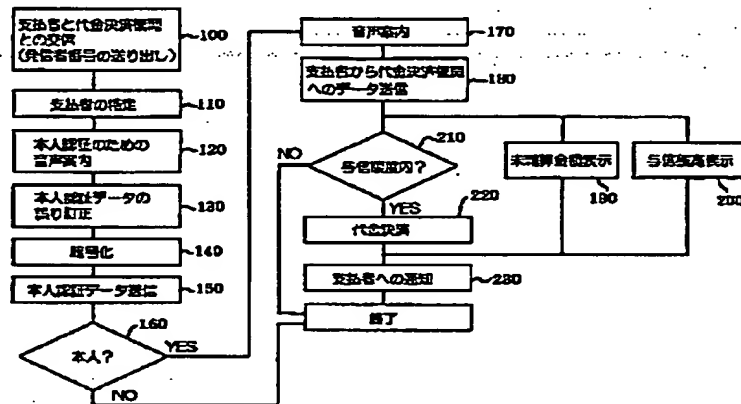 支払者と代金決済機関
との交信
(発信者番号の送り出し)
100
支払者の特定
110
本人認証のための
音声案内
120
本人認証データの
誤り訂正
130
暗号化
140
本人認証データ送信
150
160
本人?
YES
NO
音声案内
170
支払者から代金決済機関
へのデータ送信
180
210
与信限度内?
NO
YES
未清算金額表示
190
与信残高表示
200
220
代金決済
支払者への通知
230
終了